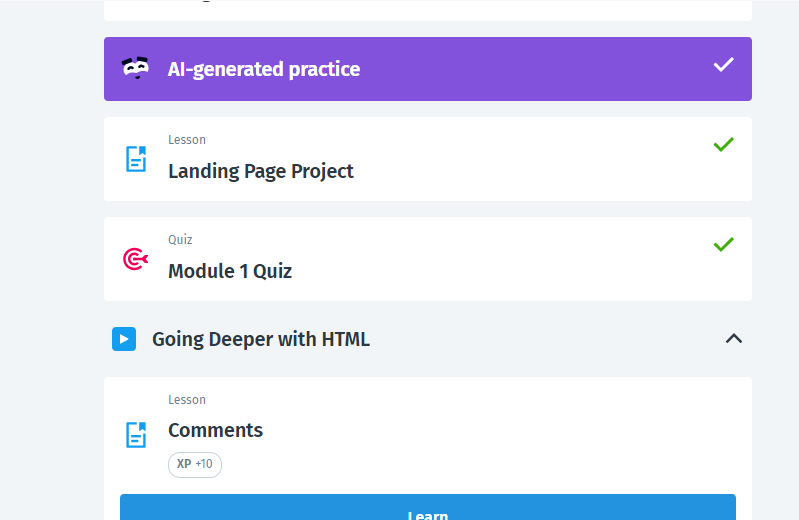 AI-generated practice
Lesson
Landing Page Project
Quiz
Module 1 Quiz
Going Deeper with HTML
Lesson
Comments
XP +10
Learn